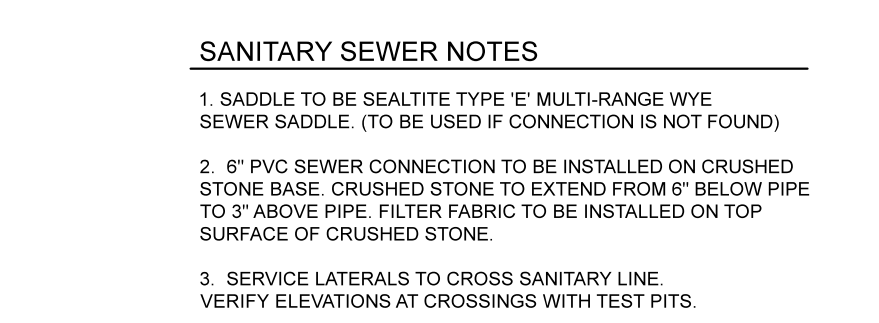 SANITARY SEWER NOTES
1. SADDLE TO BE SEALTITE TYPE 'E' MULTI-RANGE WYE
SEWER SADDLE. (TO BE USED IF CONNECTION IS NOT FOUND)
2.  6" PVC SEWER CONNECTION TO BE INSTALLED ON CRUSHED
STONE BASE. CRUSHED STONE TO EXTEND FROM 6" BELOW PIPE
TO 3" ABOVE PIPE. FILTER FABRIC TO BE INSTALLED ON TOP
SURFACE OF CRUSHED STONE.
3.  SERVICE LATERALS TO CROSS SANITARY LINE.
VERIFY ELEVATIONS AT CROSSINGS WITH TEST PITS.